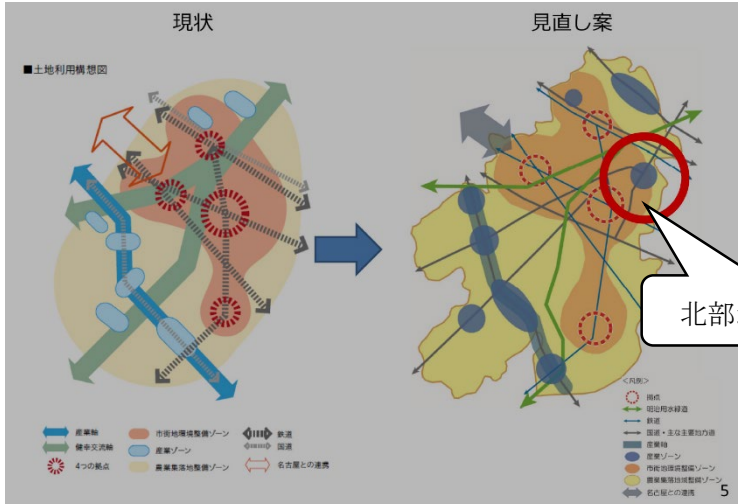 現状
見直し案
■土地利用構想図
北部
産業軸
健幸交流軸
4つの拠点
市街地環境整備ゾーン
産業ゾーン
農業集落地整備ゾーン
鉄道
国道
名古屋との連携
<凡例>
拠点
明治用水緑道
鉄道
国道・主な主要地方道
産業軸
産業ゾーン
市街地環境整備ゾーン
農業集落地域整備ゾーン
名古屋との連携
5